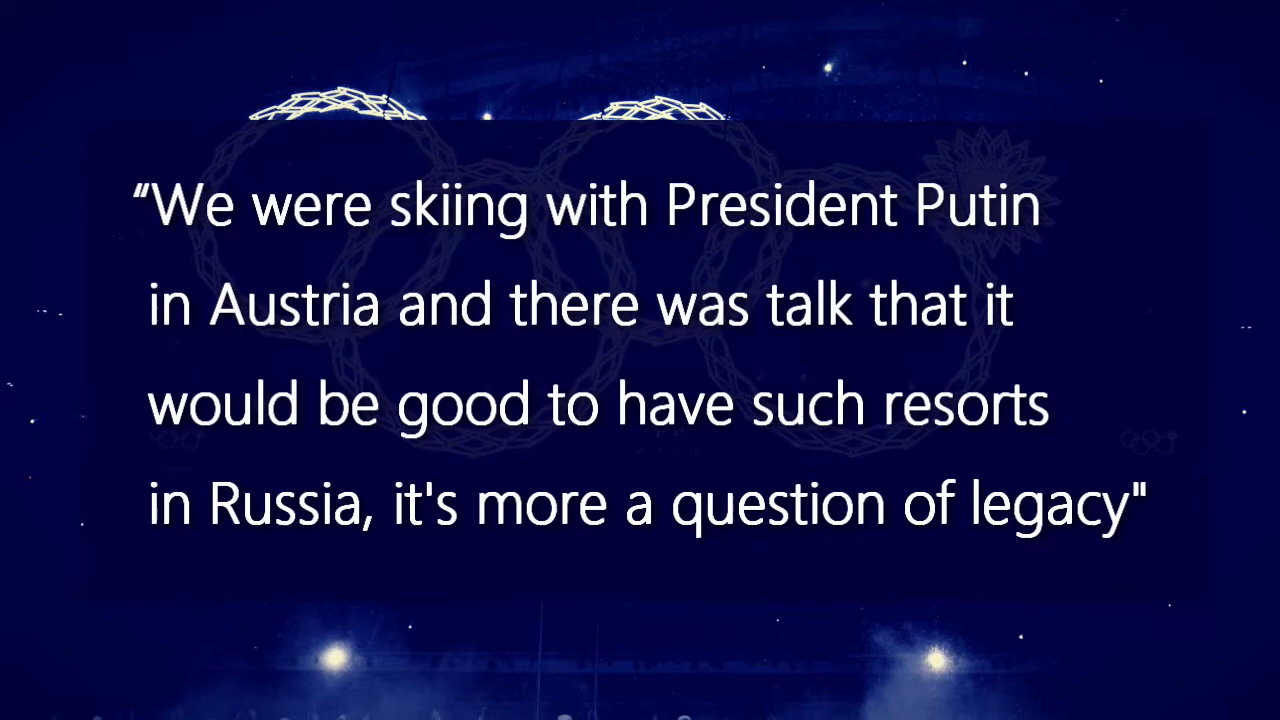 “We were skiing with President Putin
in Austria and there was talk that it
would be good to have such resorts
in Russia, it's more a question of legacy"